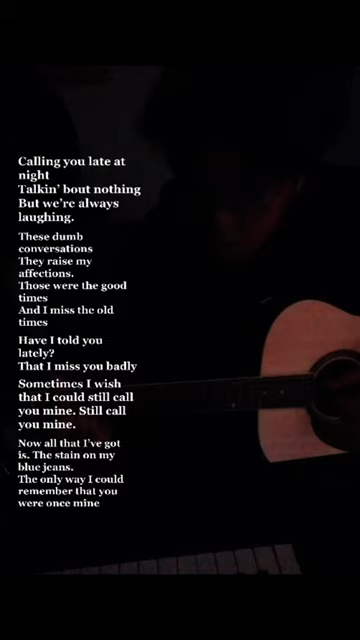 Calling you late at
night
Talkin' bout nothing
But we're always
laughing.
These dumb
conversations
They raise my
affections.
Those were the good
times
And I miss the old
times
Have I told you
lately?
That I miss you badly
Sometimes I wish
that I could still call
you mine. Still call
you mine.
Now all that I've got
is. The stain on my
blue jeans.
The only way I could
remember that you
were once mine